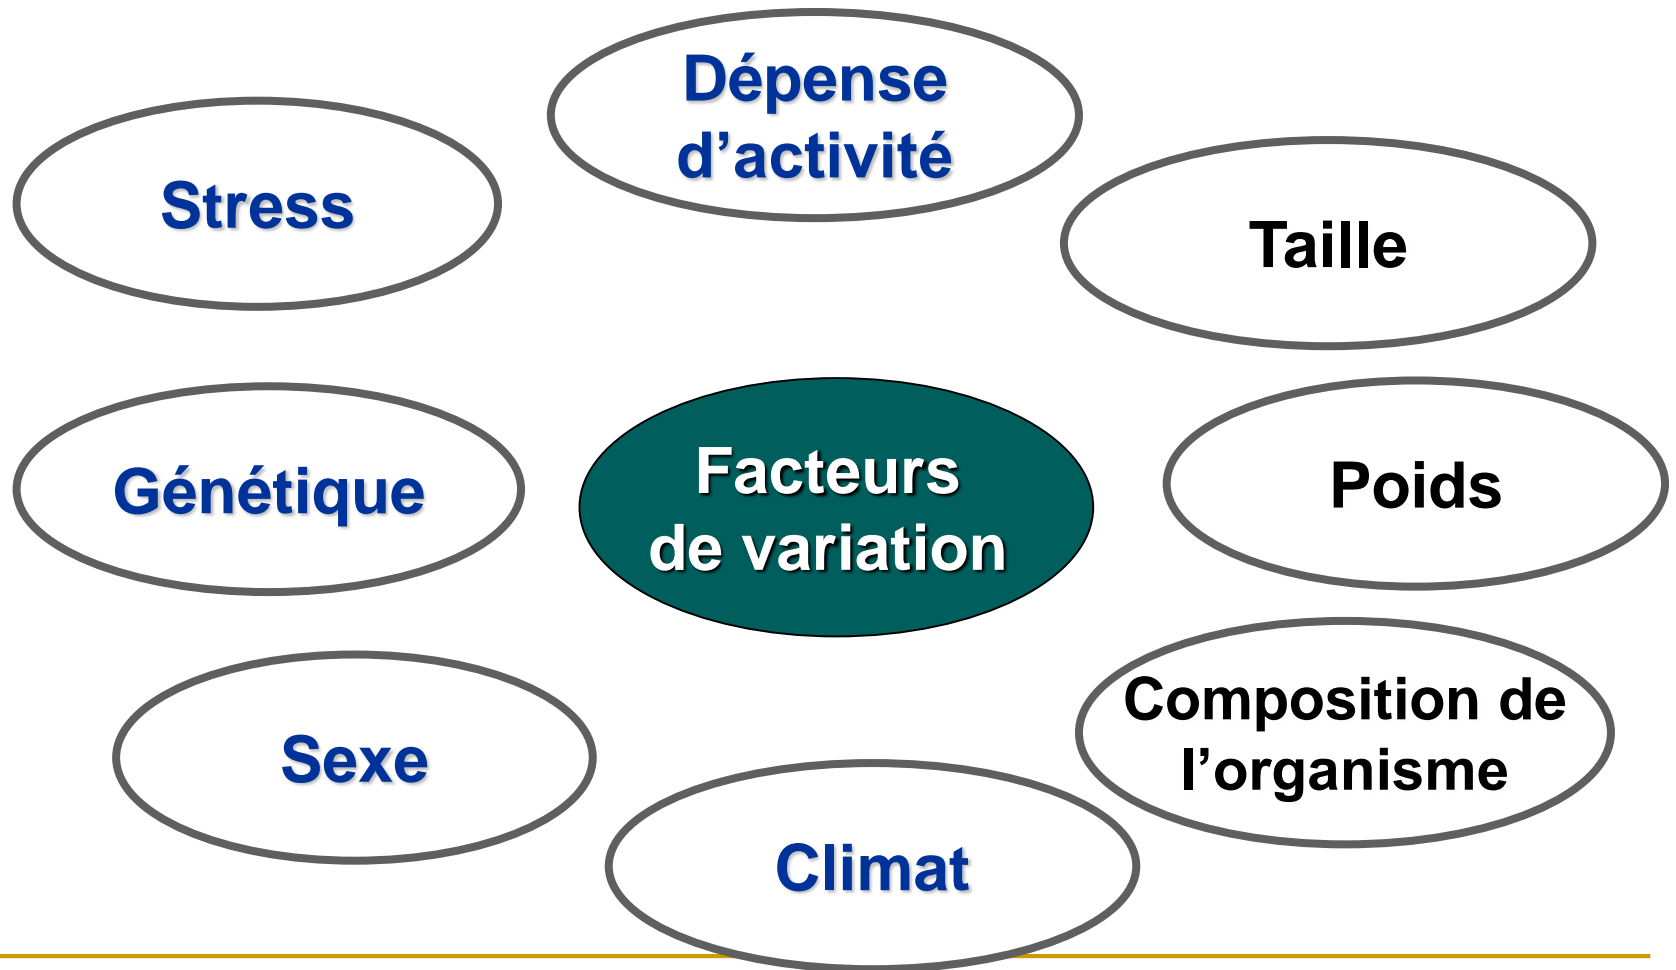 Dépense
d’activité
Stress
Taille
Génétique
Facteurs
de variation
Poids
Sexe
Composition de
l’organisme
Climat